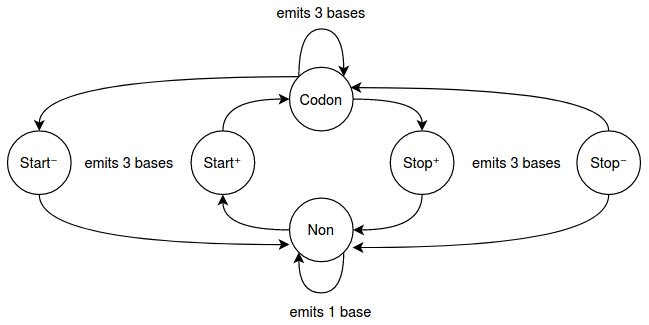 emits 3 bases
Codon
Start⁻
emits 3 bases
Start⁺
Stop⁺
emits 3 bases
Stop⁻
Non
emits 1 base